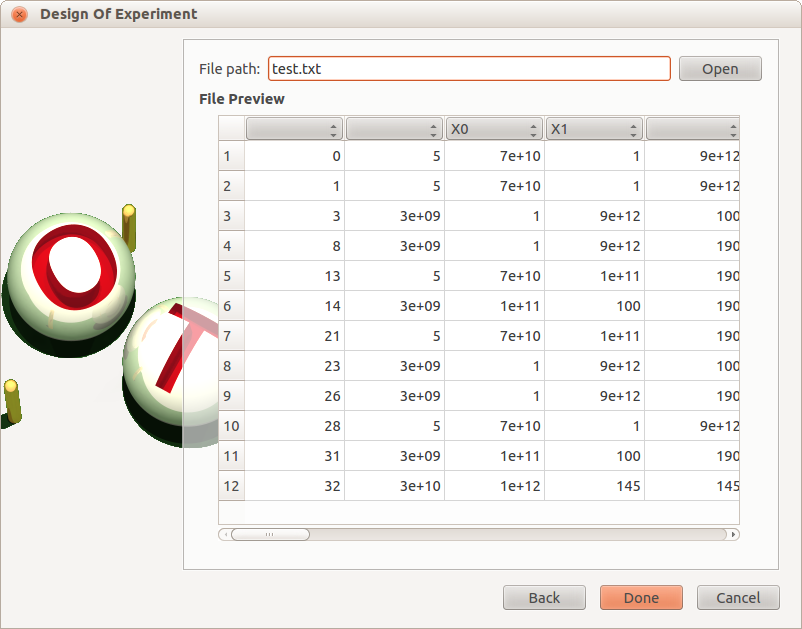 Design Of Experiment
File path: test.txt Open
File Preview
X0 X1
1 0 5 7e+10 1 9e+12
2 1 5 7e+10 1 9e+12
3 3 3e+09 1 9e+12 100
4 8 3e+09 1 9e+12 190
5 13 5 7e+10 1e+11 190
6 14 3e+09 1e+11 100 190
7 21 5 7e+10 1e+11 190
8 23 3e+09 1 9e+12 100
9 26 3e+09 1 9e+12 190
10 28 5 7e+10 1 9e+12
11 31 3e+09 1e+11 100 190
12 32 3e+10 1e+12 145 145
O
T
Back Done Cancel